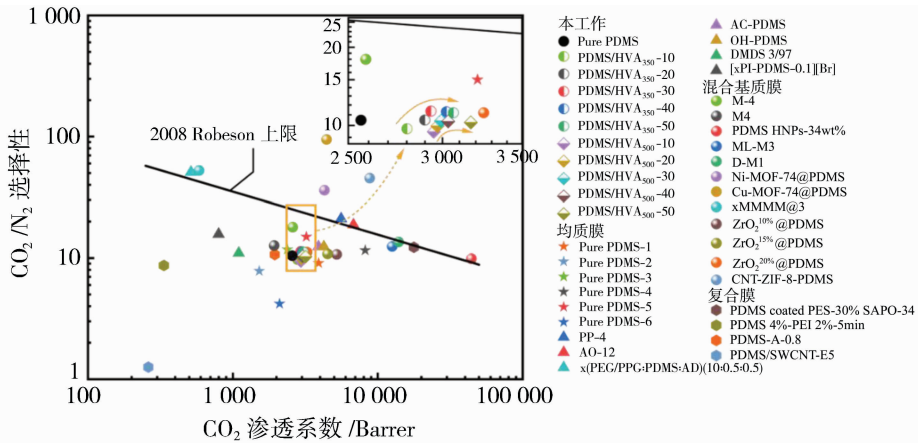 1 000
100
10
1
CO₂ /N₂ 选择性
100
1 000
10 000
100 000
CO₂ 渗透系数 /Barrer
2008 Robeson 上限
25
20
15
10
2 500
3 000
3 500
本工作
Pure PDMS
PDMS/HVA₃₅₀-10
PDMS/HVA₃₅₀-20
PDMS/HVA₃₅₀-30
PDMS/HVA₃₅₀-40
PDMS/HVA₃₅₀-50
PDMS/HVA₅₀₀-10
PDMS/HVA₅₀₀-20
PDMS/HVA₅₀₀-30
PDMS/HVA₅₀₀-40
PDMS/HVA₅₀₀-50
均质膜
Pure PDMS-1
Pure PDMS-2
Pure PDMS-3
Pure PDMS-4
Pure PDMS-5
Pure PDMS-6
PP-4
AO-12
x(PEG/PPG:PDMS:AD)(10:0.5:0.5)
AC-PDMS
OH-PDMS
DMDS 3/97
[xPI-PDMS-0.1][Br]
混合基质膜
M-4
M4
PDMS HNPs-34wt%
ML-M3
D-M1
Ni-MOF-74@PDMS
Cu-MOF-74@PDMS
xMMMM@3
ZrO₂¹⁰%@PDMS
ZrO₂¹⁵%@PDMS
ZrO₂²⁰%@PDMS
CNT-ZIF-8-PDMS
复合膜
PDMS coated PES-30% SAPO-34
PDMS 4%-PEI 2%-5min
PDMS-A-0.8
PDMS/SWCNT-E5